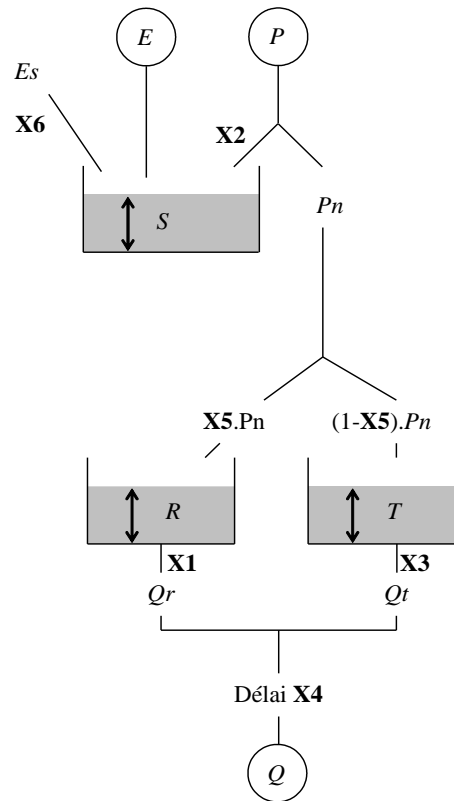 E P
Es
X6 X2
S Pn
X5.Pn (1-X5).Pn
R T
X1 X3
Qr Qt
Délai X4
Q